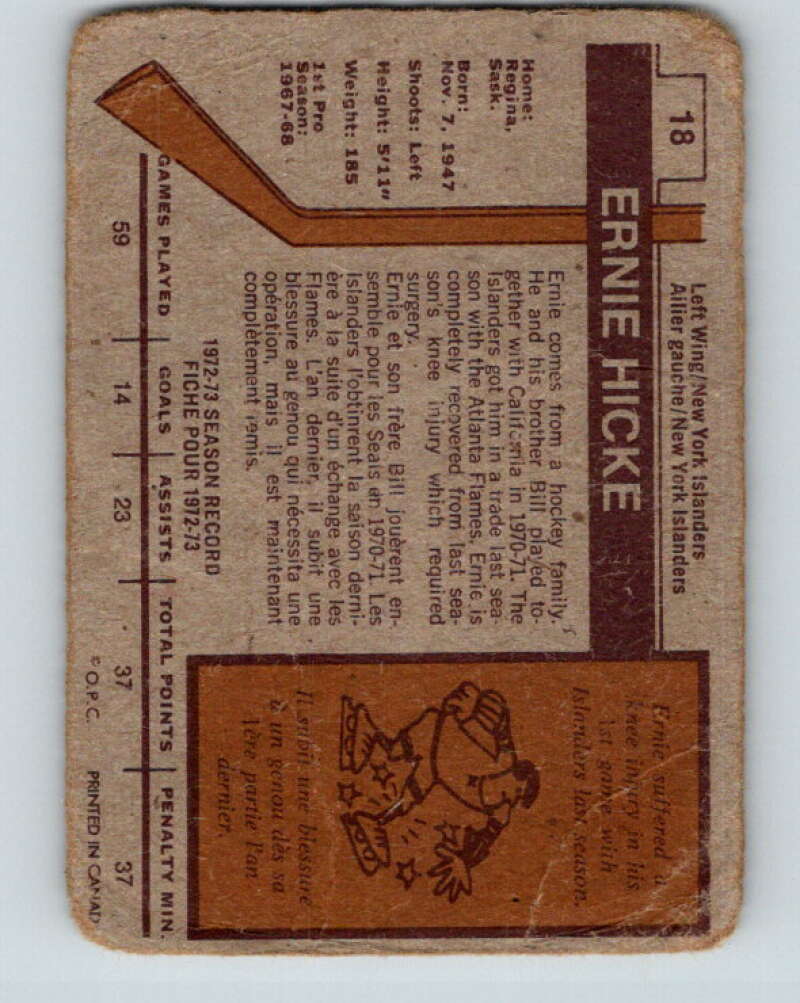 18
Left Wing/New York Islanders
Ailier gauche/New York Islanders
ERNIE HICKE
Home:
Regina,
Sask.
Born:
Nov. 7, 1947
Shoots: Left
Height: 5'11"
Weight: 185
1st Pro
Season:
1967-68
Ernie comes from a hockey family.
He and his brother Bill played to-
gether with California in 1970-71. The
Islanders got him in a trade last sea-
son with the Atlanta Flames. Ernie is
completely recovered from last sea-
son's knee injury which required
surgery.
Ernie et son frère Bill jouèrent en-
semble pour les Seals en 1970-71 Les
Islanders l'obtinrent la saison derni-
ère à la suite d'un échange avec les
Flames. L'an dernier, il subit une
blessure au genou qui nécessita une
opération, mais il est maintenant
complètement remis.
Ernie suffered a
knee injury in his
1st game with
Islanders last season.
Il subit une blessure
à un genou dès sa
1ère partie l'an
dernier.
1972-73 SEASON RECORD
FICHE POUR 1972-73
GAMES PLAYED GOALS ASSISTS TOTAL POINTS PENALTY MIN.
59 14 23 37 37
© O.P.C. PRINTED IN CANAD